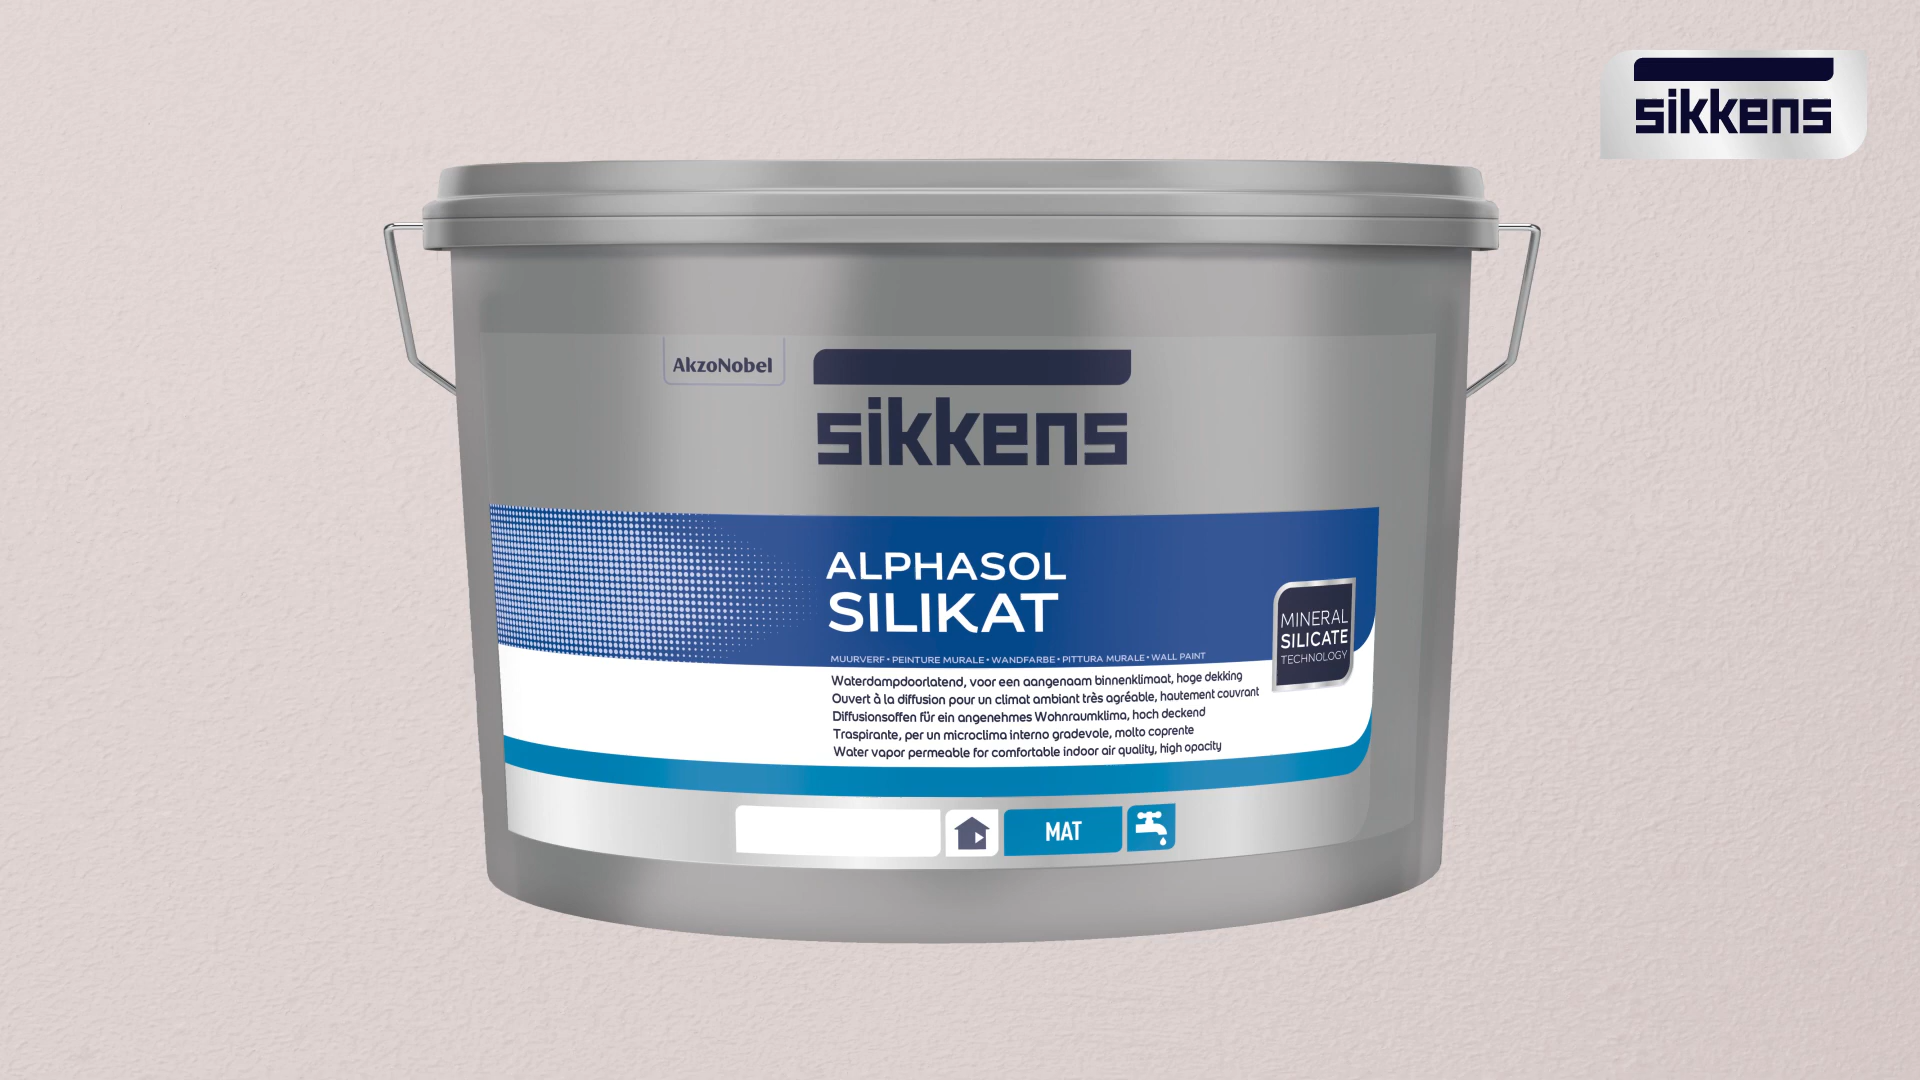 sikkens
AkzoNobel
sikkens
ALPHASOL
SILIKAT
MINERAL
SILICATE
TECHNOLOGY
MUURVERF • PEINTURE MURALE • WANDFARBE • PITTURA MURALE • WALL PAINT
Waterdampdoorlatend, voor een aangenaam binnenklimaat, hoge dekking
Ouvert à la diffusion pour un climat ambiant très agréable, hautement couvrant
Diffusionsoffen für ein angenehmes Wohnraumklima, hoch deckend
Traspirante, per un microclima interno gradevole, molto coprente
Water vapor permeable for comfortable indoor air quality, high opacity
MAT